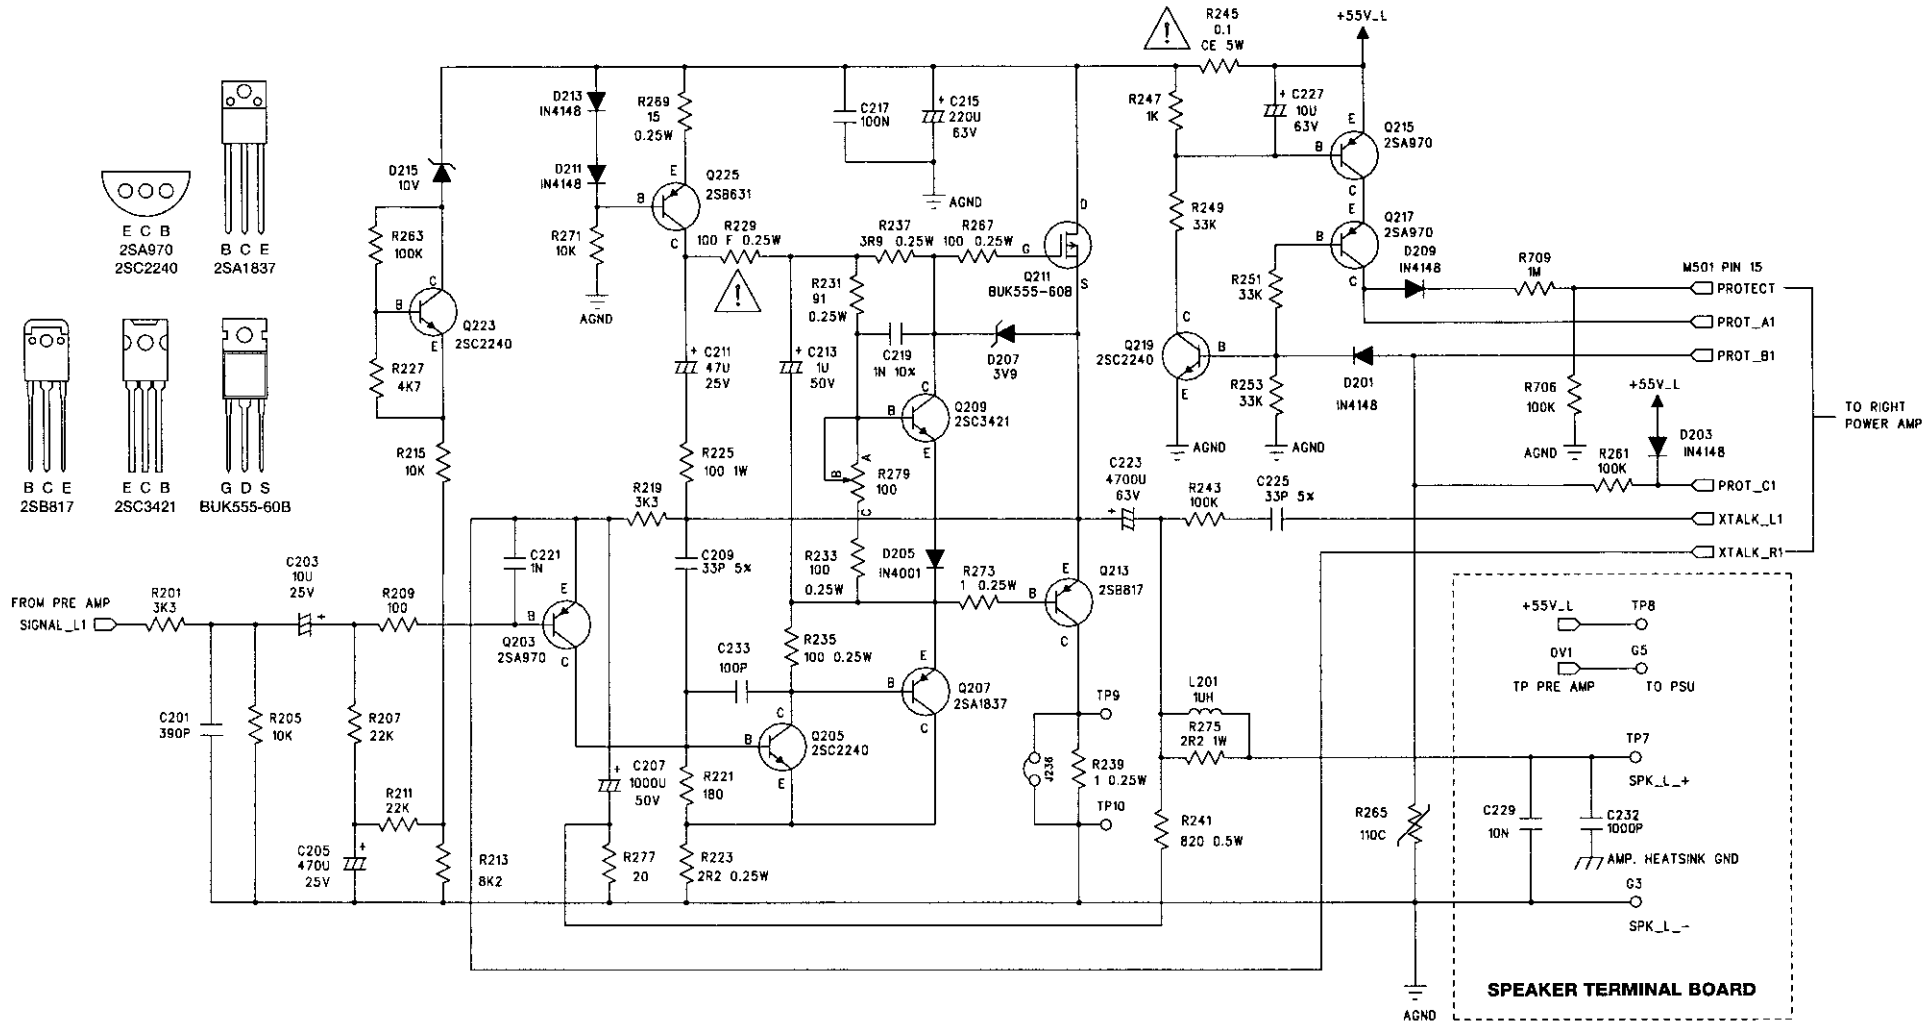 R245
0.1
CE 5W
+55V_L
D213
IN4148
R269
15
0.25W
C217
100N
+ C215
220U
63V
R247
1K
+ C227
10U
63V
E
Q215
2SA970
B
C
D215
10V
D211
IN4148
E
Q225
2SB631
B
C
AGND
R249
33K
E
Q217
2SA970
B
C
D209
IN4148
R709
1M
M501 PIN 15
PROTECT
PROT_A1
PROT_B1
E C B
2SA970
2SC2240
B C E
2SA1837
R263
100K
R271
10K
AGND
R229
100 F 0.25W
R237
3R9 0.25W
R267
100 0.25W
D
G
S
Q211
BUK555-60B
R231
91
0.25W
R251
33K
C
B
E
Q223
2SC2240
+ C211
47U
25V
+ C213
1U
50V
C219
1N 10%
D207
3V9
C
Q219
2SC2240
B
E
D201
IN4148
R253
33K
R706
100K
+55V_L
D203
IN4148
TO RIGHT
POWER AMP
R227
4K7
C
B
Q209
2SC3421
E
AGND
AGND
AGND
R261
100K
B C E
2SB817
E C B
2SC3421
G D S
BUK555-60B
R215
10K
R225
100 1W
A
B
C
R279
100
C223
4700U
63V
+
R243
100K
C225
33P 5%
PROT_C1
XTALK_L1
XTALK_R1
R219
3K3
C221
1N
C209
33P 5%
R233
100
0.25W
D205
IN4001
R273
1 0.25W
E
B
Q213
2SB817
C
C203
10U
25V
+
R201
3K3
R209
100
FROM PRE AMP
SIGNAL_L1
E
B
Q203
2SA970
C
R235
100 0.25W
C233
100P
E
B
Q207
2SA1837
C
+55V_L
TP8
0V1
G5
TP PRE AMP
TO PSU
C201
390P
R205
10K
R207
22K
C
B
Q205
2SC2240
E
TP9
L201
1UH
R275
2R2 1W
TP7
SPK_L_+
+
C207
1000U
50V
R221
180
J236
R239
1 0.25W
TP10
R211
22K
C205
470U
25V
+
R213
8K2
R277
20
R223
2R2 0.25W
R241
820 0.5W
R265
110C
C229
10N
C232
1000P
AMP. HEATSINK GND
G3
SPK_L_-
AGND
SPEAKER TERMINAL BOARD